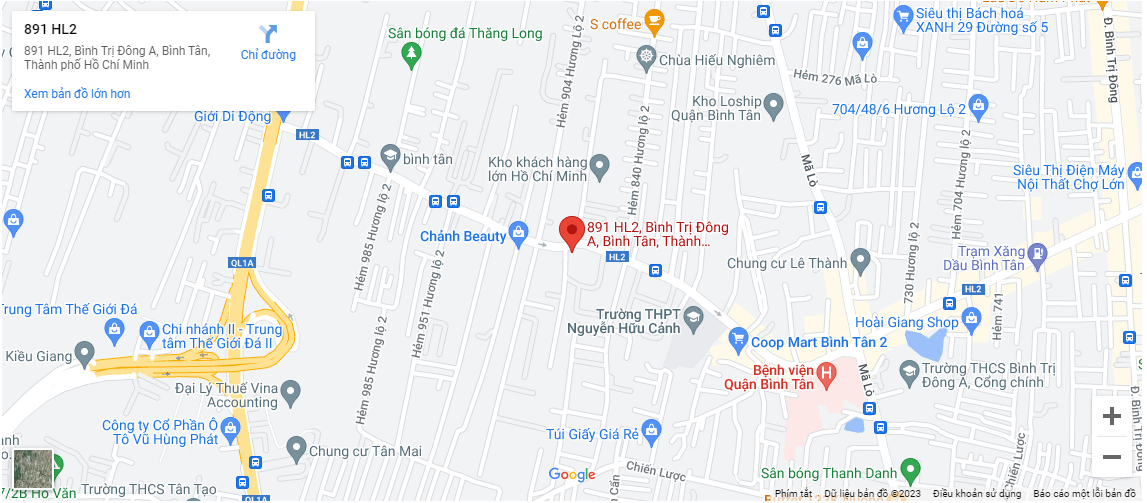 891 HL2
891 HL2, Bình Trị Đông A, Bình Tân,
Thành phố Hồ Chí Minh
Chỉ đường
Xem bản đồ lớn hơn
Sân bóng đá Thăng Long
S coffee
Siêu thị Bách hoá
XANH 29 Đường số 5
Đ. Bình Trị Đông
Hẻm 904 Hương Lộ 2
Chùa Hiếu Nghiêm
Hẻm 276 Mã Lò
Giới Di Động
HL2
Kho Loship
Quận Bình Tân
704/48/6 Hương Lộ 2
bình tân
Kho khách hàng
lớn Hồ Chí Minh
Hẻm 840 Hương lộ 2
Mã Lò
Hẻm 704 Hương 2
Siêu Thị Điện Máy
Nội Thất Chợ Lớn
Hẻm 985 Hương lộ 2
Chảnh Beauty
891 HL2, Bình Trị Đông
A, Bình Tân, Thành...
HL2
QL1A
Chung cư Lê Thành
Trạm Xăng
Dầu Bình Tân
730 Hương lộ 2
HL2
Hẻm 741
Hẻm 951 Hương lộ 2
Trung Tâm Thế Giới Đá
Chi nhánh II - Trung
tâm Thế Giới Đá II
Trường THPT
Nguyễn Hữu Cảnh
Hoài Giang Shop
Kiều Giang
Coop Mart Bình Tân 2
Bệnh viện
Quận Bình Tân
Mã Lò
Trường THCS Bình Trị
Đông A, Cổng chính
Đại Lý Thuế Vina
Accounting
Hẻm 985 Hương lộ 2
Đ. Bình Trị Đông
Công ty Cổ Phần Ô
Tô Vũ Hùng Phát
Túi Giấy Giá Rẻ
Chung cư Tân Mai
Chiến Lược
Chiến Lược
Google
Sân bóng Thanh Danh
/2B Hồ Văn
Trường THCS Tân Tạo
QL1A
Phím tắt
Dữ liệu bản đồ ©2023
Điều khoản sử dụng
Báo cáo một lỗi bản đồ